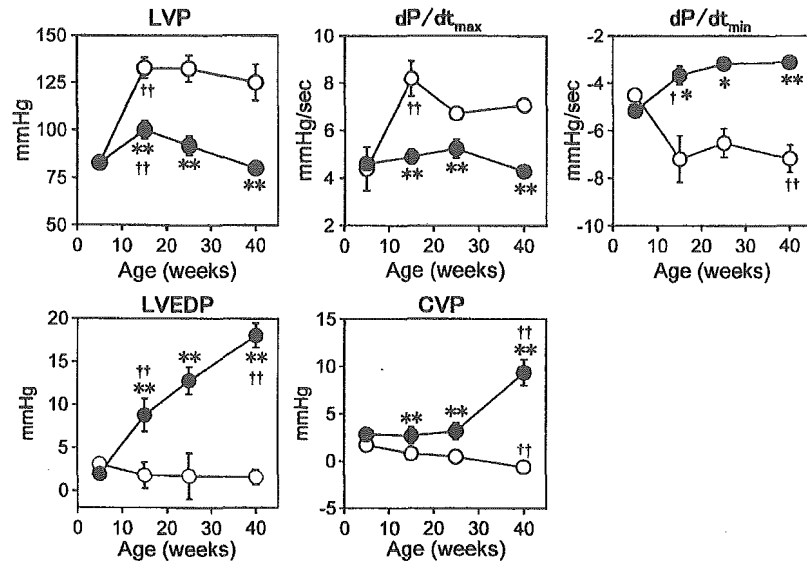 LVP
mmHg
150
125
100
75
50
††
**
††
**
**
0 10 20 30 40
Age (weeks)
dP/dtmax
mmHg/sec
10
8
6
4
2
††
**
**
**
0 10 20 30 40
Age (weeks)
dP/dtmin
mmHg/sec
-2
-4
-6
-8
-10
† *
*
**
††
0 10 20 30 40
Age (weeks)
LVEDP
mmHg
20
15
10
5
0
††
**
**
**
††
0 10 20 30 40
Age (weeks)
CVP
mmHg
15
10
5
0
-5
**
**
††
**
††
0 10 20 30 40
Age (weeks)